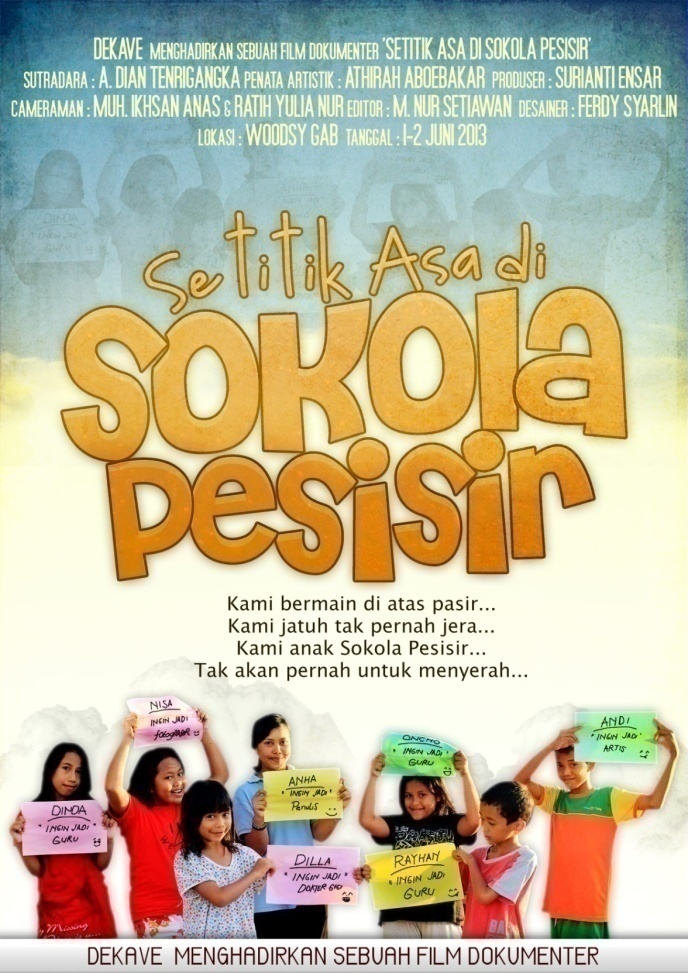 DEKAVE MENGHADIRKAN SEBUAH FILM DOKUMENTER 'SETITIK ASA DI SOKOLA PESISIR'
SUTRADARA : A. DIAN TENRIGANGKA PENATA ARTISTIK : ATHIRAH ABOEBAKAR PRODUSER : SURIANTI ENSAR
CAMERAMAN : MUH. IKHSAN ANAS & RATIH YULIA NUR EDITOR : M. NUR SETIAWAN DESAINER : FERDY SYARLIN
LOKASI : WOODSY GAB TANGGAL : 1-2 JUNI 2013
Setitik Asa di
SOKOLA
PESISIR
Kami bermain di atas pasir...
Kami jatuh tak pernah jera...
Kami anak Sokola Pesisir...
Tak akan pernah untuk menyerah...
NISA
INGIN JADI
fotografer
DINDA
"INGIN JADI
GURU
ANHA
"INGIN JADI"
Penulis
DILLA
"INGIN JADI
DOKTER GIGI
"INGIN JADI"
GURU
RAYHAN
"INGIN JADI
GURU
ANDI
"INGIN JADI"
ARTIS
Missing
DEKAVE MENGHADIRKAN SEBUAH FILM DOKUMENTER